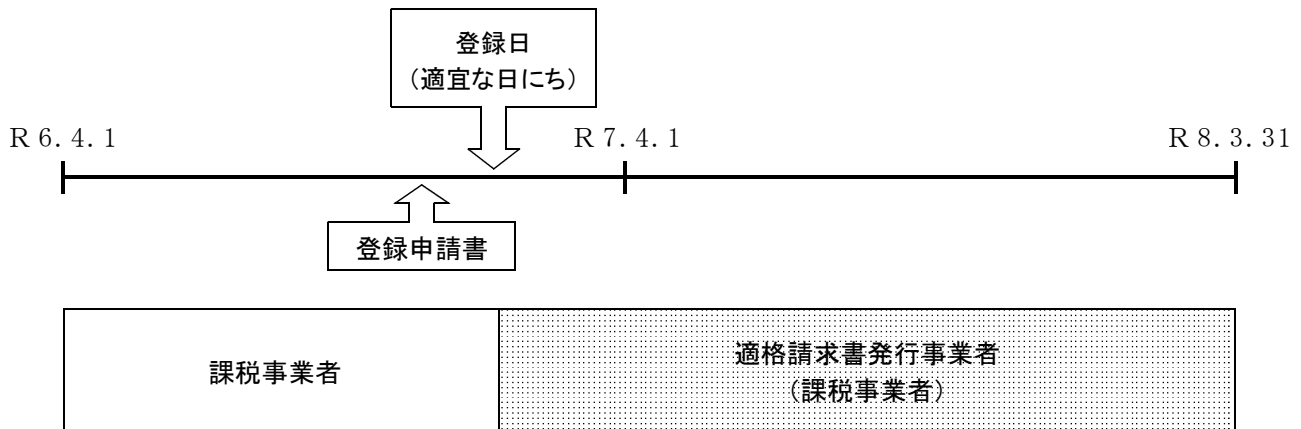 登録日
(適宜な日にち)
R 6. 4. 1
R 7. 4. 1
R 8. 3. 31
登録申請書
課税事業者
適格請求書発行事業者
(課税事業者)